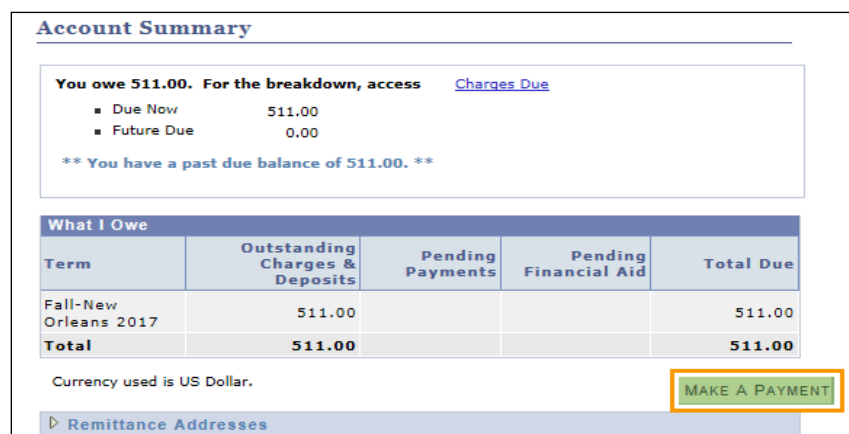 Account Summary
You owe 511.00. For the breakdown, access Charges Due
Due Now 511.00
Future Due 0.00
** You have a past due balance of 511.00. **
What I Owe
Term Outstanding Charges & Deposits Pending Payments Pending Financial Aid Total Due
Fall-New Orleans 2017 511.00 511.00
Total 511.00 511.00
Currency used is US Dollar.
MAKE A PAYMENT
Remittance Addresses